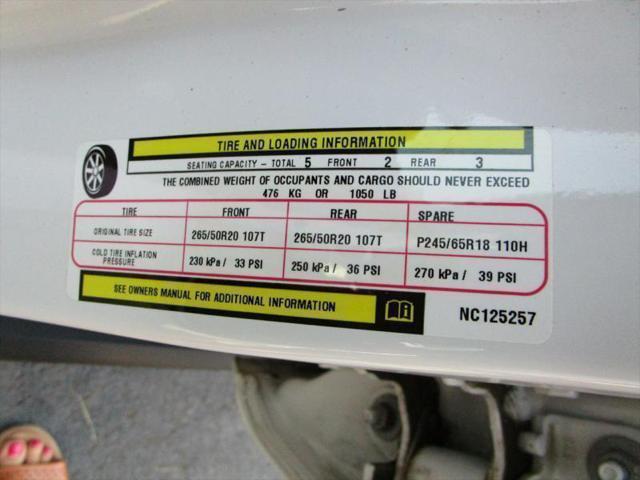 TIRE AND LOADING INFORMATION
SEATING CAPACITY – TOTAL 5 FRONT 2 REAR 3
THE COMBINED WEIGHT OF OCCUPANTS AND CARGO SHOULD NEVER EXCEED
476 KG OR 1050 LB
TIRE FRONT REAR SPARE
ORIGINAL TIRE SIZE 265/50R20 107T 265/50R20 107T P245/65R18 110H
COLD TIRE INFLATION PRESSURE 230 kPa / 33 PSI 250 kPa / 36 PSI 270 kPa / 39 PSI
SEE OWNERS MANUAL FOR ADDITIONAL INFORMATION
NC125257